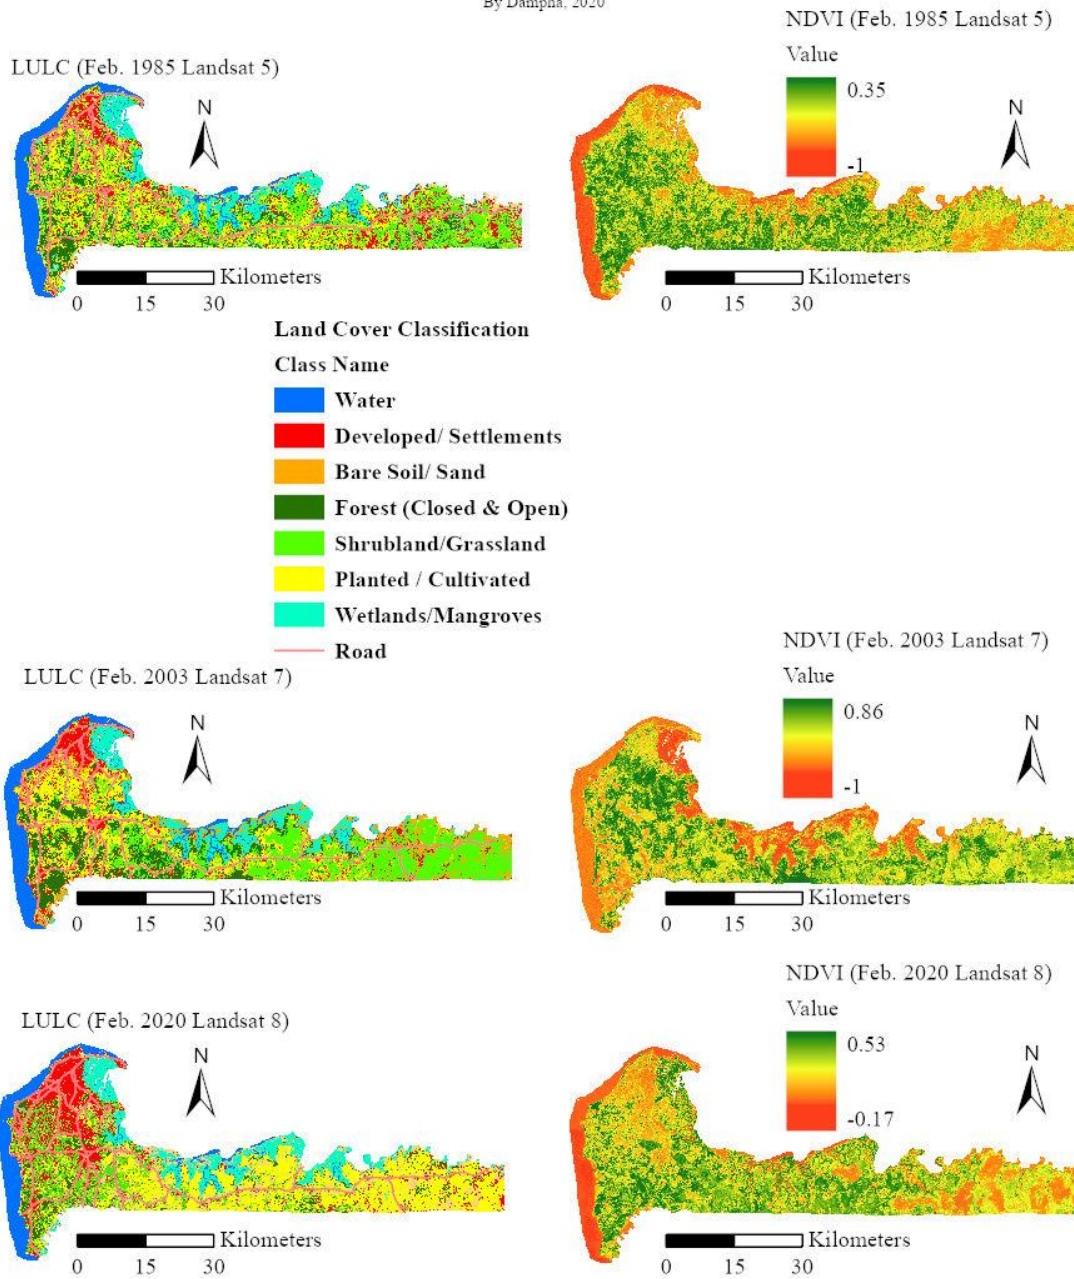 By Dampha, 2020
NDVI (Feb. 1985 Landsat 5)
Value
0.35
-1
LULC (Feb. 1985 Landsat 5)
N
N
Kilometers
0 15 30
Kilometers
0 15 30
Land Cover Classification
Class Name
Water
Developed/ Settlements
Bare Soil/ Sand
Forest (Closed & Open)
Shrubland/Grassland
Planted / Cultivated
Wetlands/Mangroves
Road
NDVI (Feb. 2003 Landsat 7)
Value
0.86
-1
LULC (Feb. 2003 Landsat 7)
N
N
Kilometers
0 15 30
Kilometers
0 15 30
NDVI (Feb. 2020 Landsat 8)
Value
0.53
-0.17
LULC (Feb. 2020 Landsat 8)
N
N
Kilometers
0 15 30
Kilometers
0 15 30